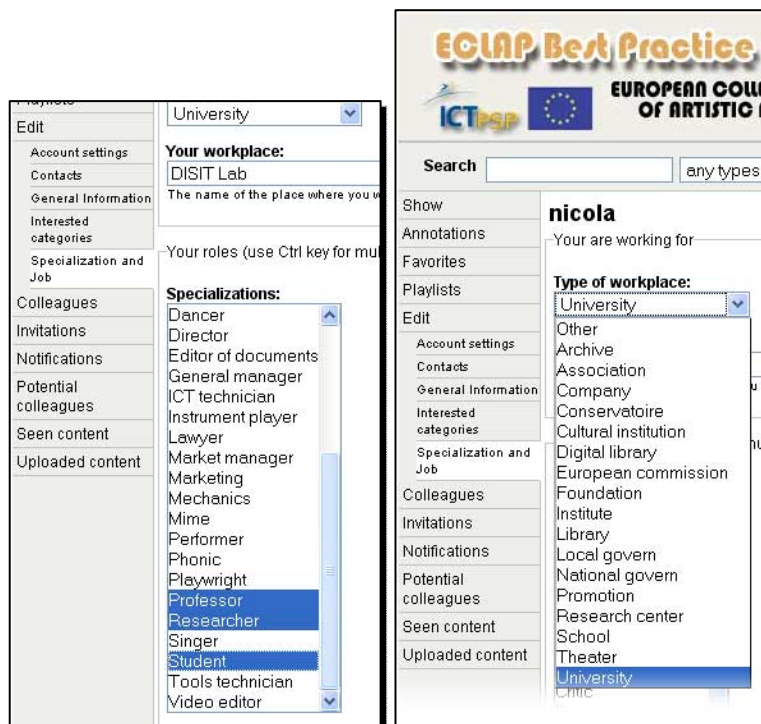 Edit
Account settings
Contacts
General Information
Interested
categories
Specialization and
Job
Colleagues
Invitations
Notifications
Potential
colleagues
Seen content
Uploaded content
University
Your workplace:
DISIT Lab
The name of the place where you
Your roles (use Ctrl key for mul
Specializations:
Dancer
Director
Editor of documents
General manager
ICT technician
Instrument player
Lawyer
Market manager
Marketing
Mechanics
Mime
Performer
Phonic
Playwright
Professor
Researcher
Singer
Student
Tools technician
Video editor
ECLAP Best Practice
ICTPSP
EUROPEAN COLL
OF ARTISTIC
Search
any types
Show
Annotations
Favorites
Playlists
Edit
Account settings
Contacts
General Information
Interested
categories
Specialization and
Job
Colleagues
Invitations
Notifications
Potential
colleagues
Seen content
Uploaded content
nicola
Your are working for
Type of workplace:
University
Other
Archive
Association
Company
Conservatoire
Cultural institution
Digital library
European commission
Foundation
Institute
Library
Local govern
National govern
Promotion
Research center
School
Theater
University
Critic